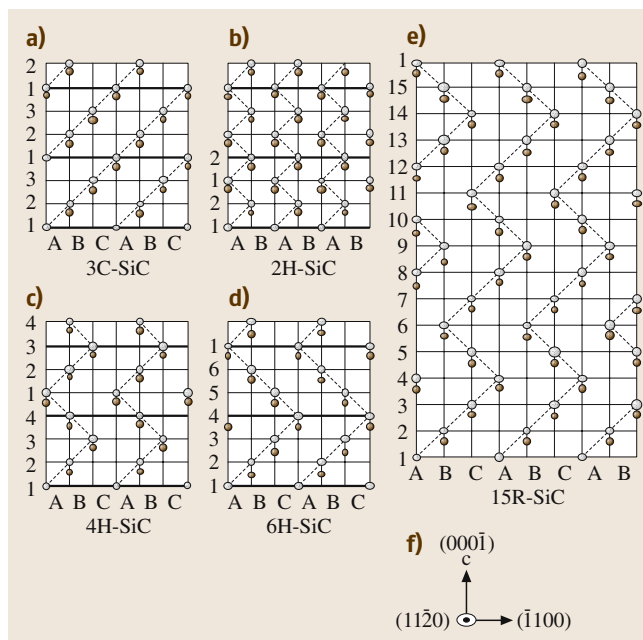 a)
2
1
3
2
1
3
2
1
A B C A B C
3C-SiC
b)
2
1
2
1
A B A B A B
2H-SiC
c)
4
3
2
1
4
3
2
1
A B C A B C
4H-SiC
d)
1
6
5
4
3
2
1
A B C A B C
6H-SiC
e)
1
15
14
13
12
11
10
9
8
7
6
5
4
3
2
1
A B C A B C A B
15R-SiC
f)
(0001̄)
c
(112̄0)
(1̄100)